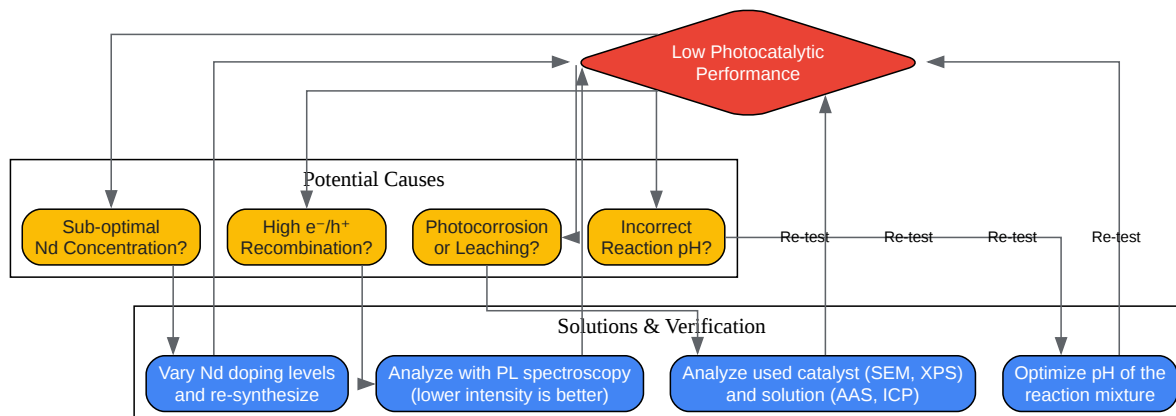 Low Photocatalytic
Performance
Potential Causes
Sub-optimal
Nd Concentration?
High e⁻/h⁺
Recombination?
Photocorrosion
or Leaching?
Incorrect
Reaction pH?
Re-test
Re-test
Re-test
Re-test
Solutions & Verification
Vary Nd doping levels
and re-synthesize
Analyze with PL spectroscopy
(lower intensity is better)
Analyze used catalyst (SEM, XPS)
and solution (AAS, ICP)
Optimize pH of the
reaction mixture